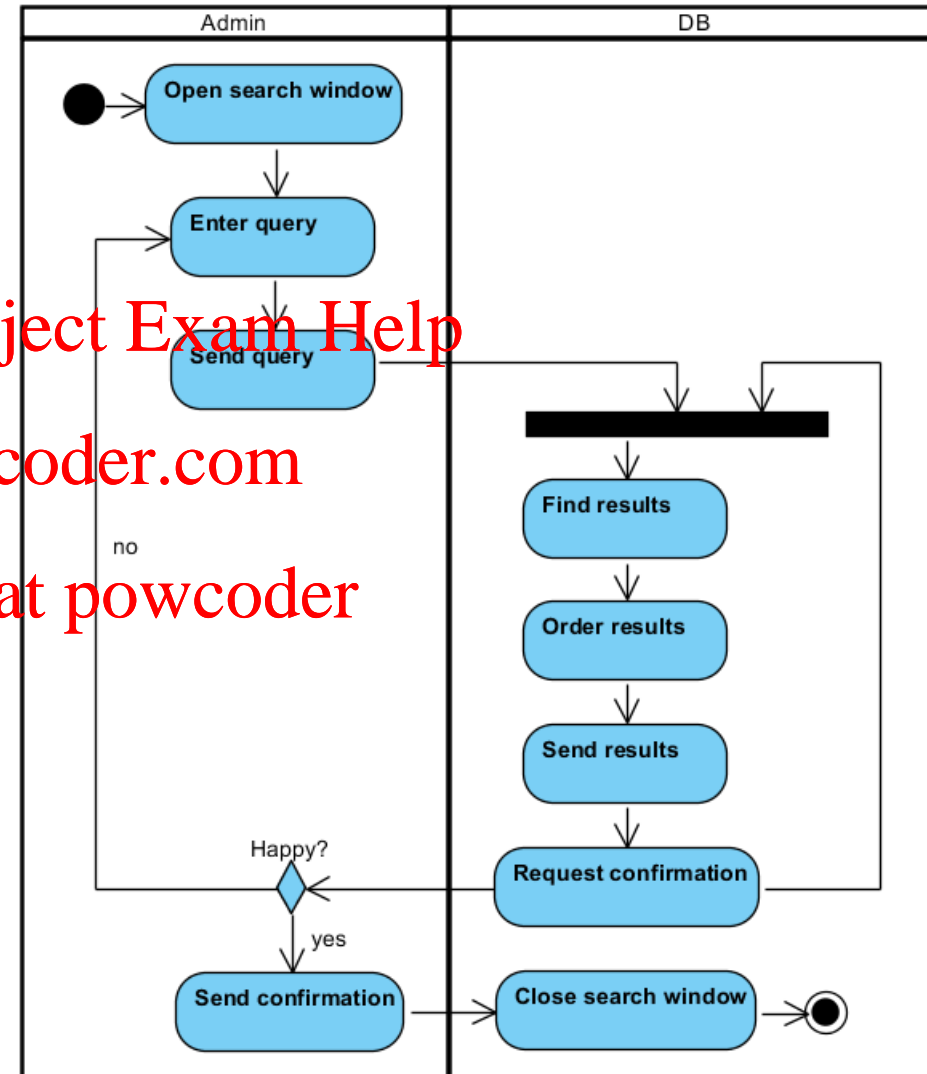 Admin
DB
Open search window
Enter query
ject Exam Help
Send query
coder.com
Find results
no
at powcoder
Order results
Send results
Happy?
Request confirmation
yes
Send confirmation
Close search window